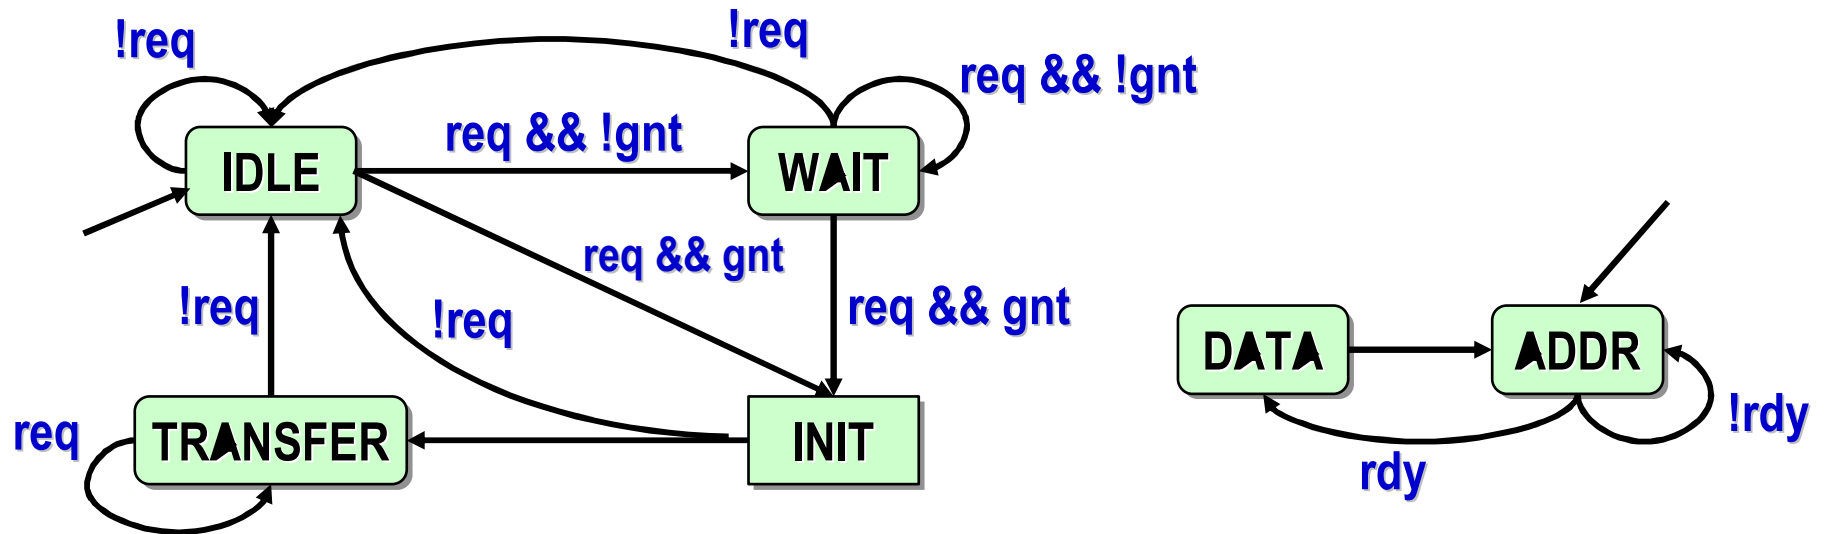 !req
!req
req && !gnt
req && !gnt
IDLE
WAIT
req && gnt
!req
!req
req && gnt
DATA
ADDR
!rdy
req
TRANSFER
INIT
rdy